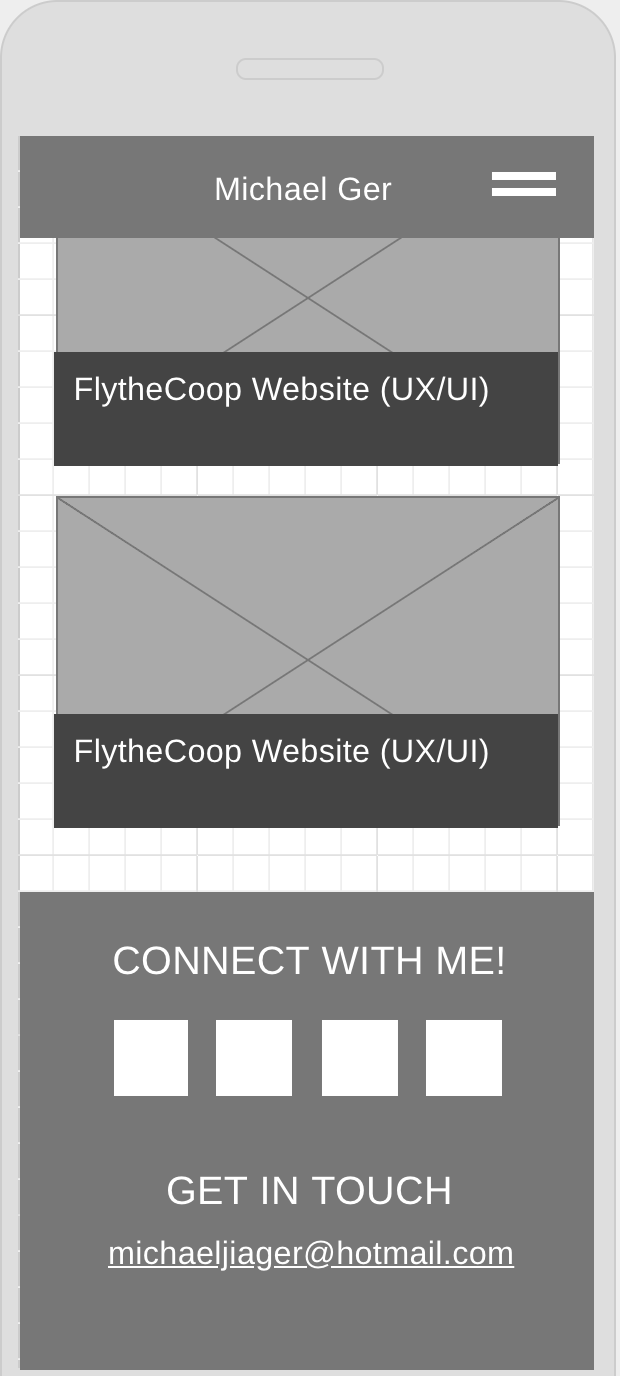 Michael Ger
FlytheCoop Website (UX/UI)
FlytheCoop Website (UX/UI)
CONNECT WITH ME!
GET IN TOUCH
michaeljiager@hotmail.com